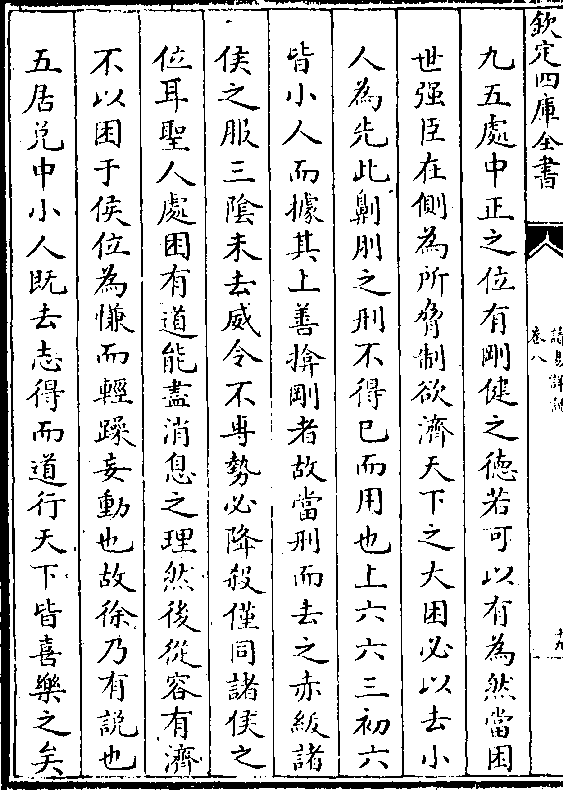 欽定四庫全書
讀易詳說
卷八
十九
九五處中正之位有剛健之德若可以有為然當困
世强臣在側為所脅制欲濟天下之大困必以去小
人為先此劓刖之刑不得已而用也上六六三初六
皆小人而據其上善揜剛者故當刑而去之赤紱諸
侯之服三陰未去威令不専勢必降殺僅同諸侯之
位耳聖人處困有道能盡消息之理然後從容有濟
不以困于侯位為慊而輕躁妄動也故徐乃有説也
五居兌中小人既去志得而道行天下皆喜樂之矣